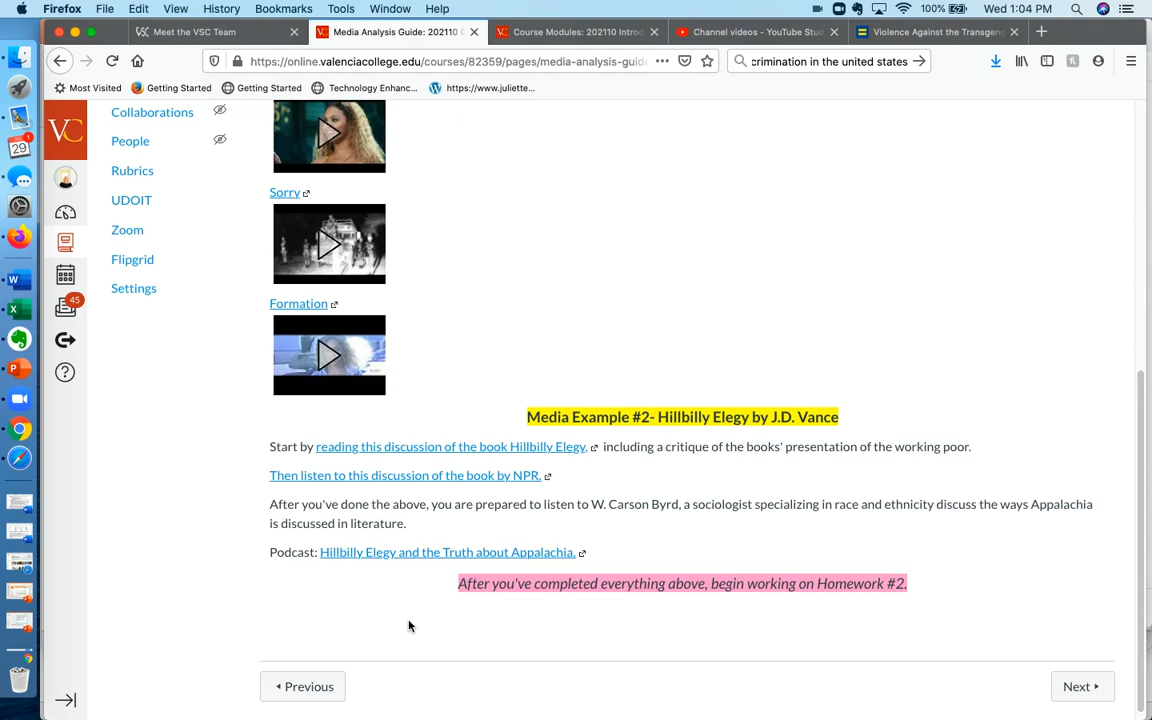 Firefox File Edit View History Bookmarks Tools Window Help 100% Wed 1:04 PM
Meet the VSC Team
Media Analysis Guide: 202110 C
Course Modules: 202110 Introd
Channel videos - YouTube Stud
Violence Against the Transgend
https://online.valenciacollege.edu/courses/82359/pages/media-analysis-guide
crimination in the united states
Most Visited Getting Started Getting Started Technology Enhanc... https://www.juliette...
VC
29
45
Collaborations
People
Rubrics
UDOIT
Zoom
Flipgrid
Settings
Sorry
Formation
Media Example #2- Hillbilly Elegy by J.D. Vance
Start by reading this discussion of the book Hillbilly Elegy, including a critique of the books' presentation of the working poor.
Then listen to this discussion of the book by NPR.
After you've done the above, you are prepared to listen to W. Carson Byrd, a sociologist specializing in race and ethnicity discuss the ways Appalachia
is discussed in literature.
Podcast: Hillbilly Elegy and the Truth about Appalachia.
After you've completed everything above, begin working on Homework #2.
Previous
Next